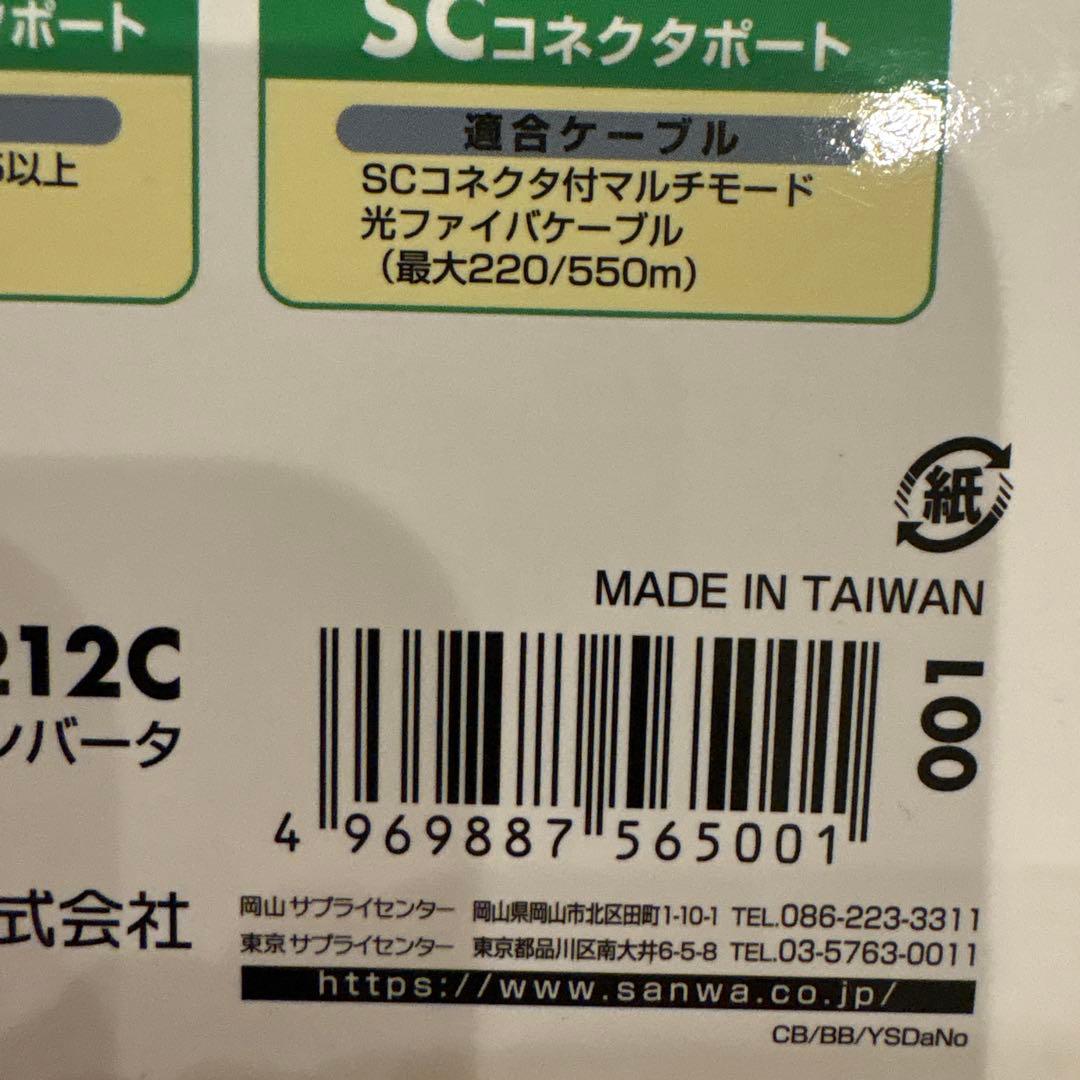 タポート
SCコネクタポート
適合ケーブル
5以上
SCコネクタ付マルチモード
光ファイバケーブル
（最大220/550m）
紙
MADE IN TAIWAN
212C
ンバータ
001
4 969887 565001
式会社
岡山サプライセンター 岡山県岡山市北区田町1-10-1 TEL.086-223-3311
東京サプライセンター 東京都品川区南大井6-5-8 TEL.03-5763-0011
https://www.sanwa.co.jp/
CB/BB/YSDaNo